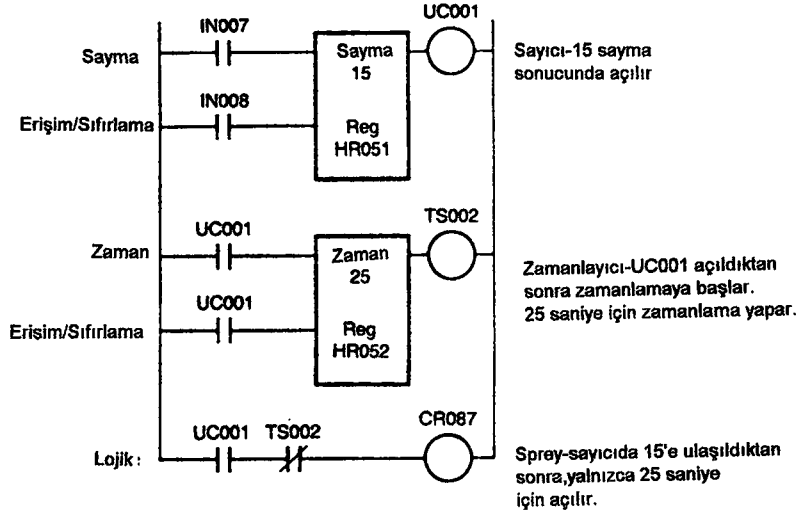 IN007
UC001
Sayma
Sayma
15
Sayıcı-15 sayma
sonucunda açılır
IN008
Erişim/Sıfırlama
Reg
HR051
UC001
TS002
Zaman
Zaman
25
Zamanlayıcı-UC001 açıldıktan
sonra zamanlamaya başlar.
25 saniye için zamanlama yapar.
UC001
Erişim/Sıfırlama
Reg
HR052
UC001
TS002
CR087
Lojik :
Sprey-sayıcıda 15'e ulaşıldıktan
sonra,yalnızca 25 saniye
için açılır.